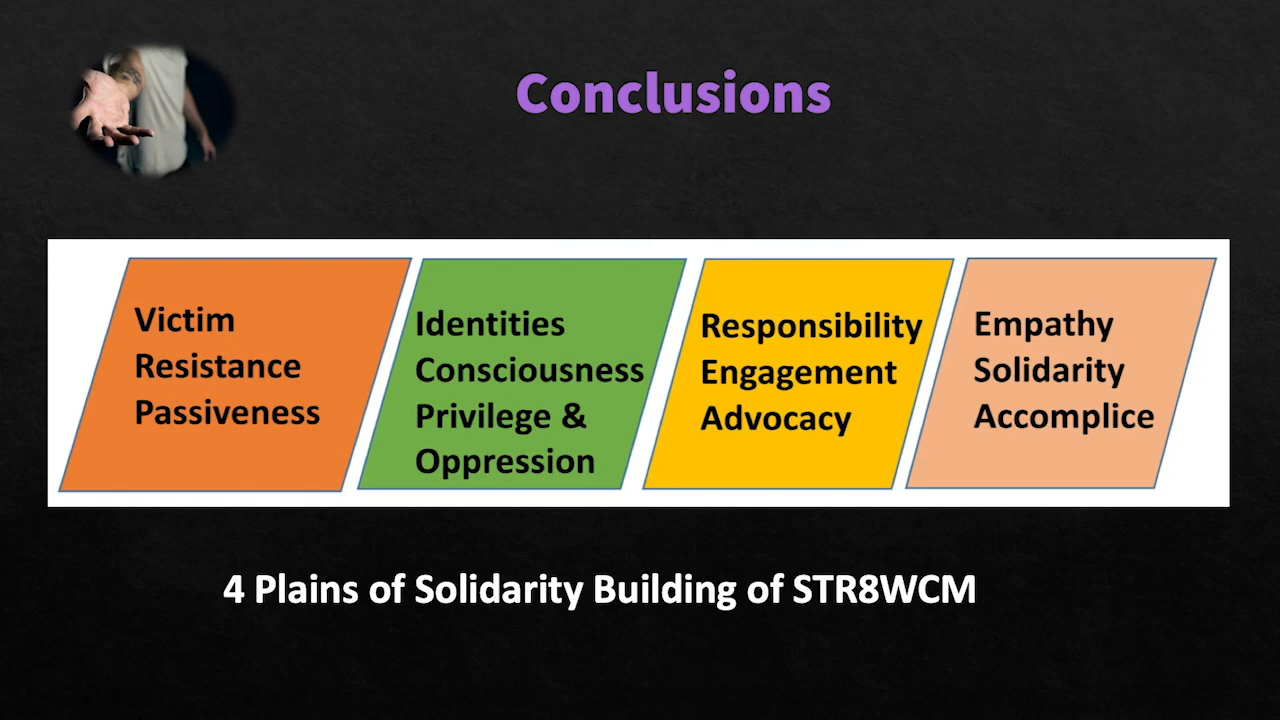 Conclusions
Victim
Resistance
Passiveness
Identities
Consciousness
Privilege &
Oppression
Responsibility
Engagement
Advocacy
Empathy
Solidarity
Accomplice
4 Plains of Solidarity Building of STR8WCM